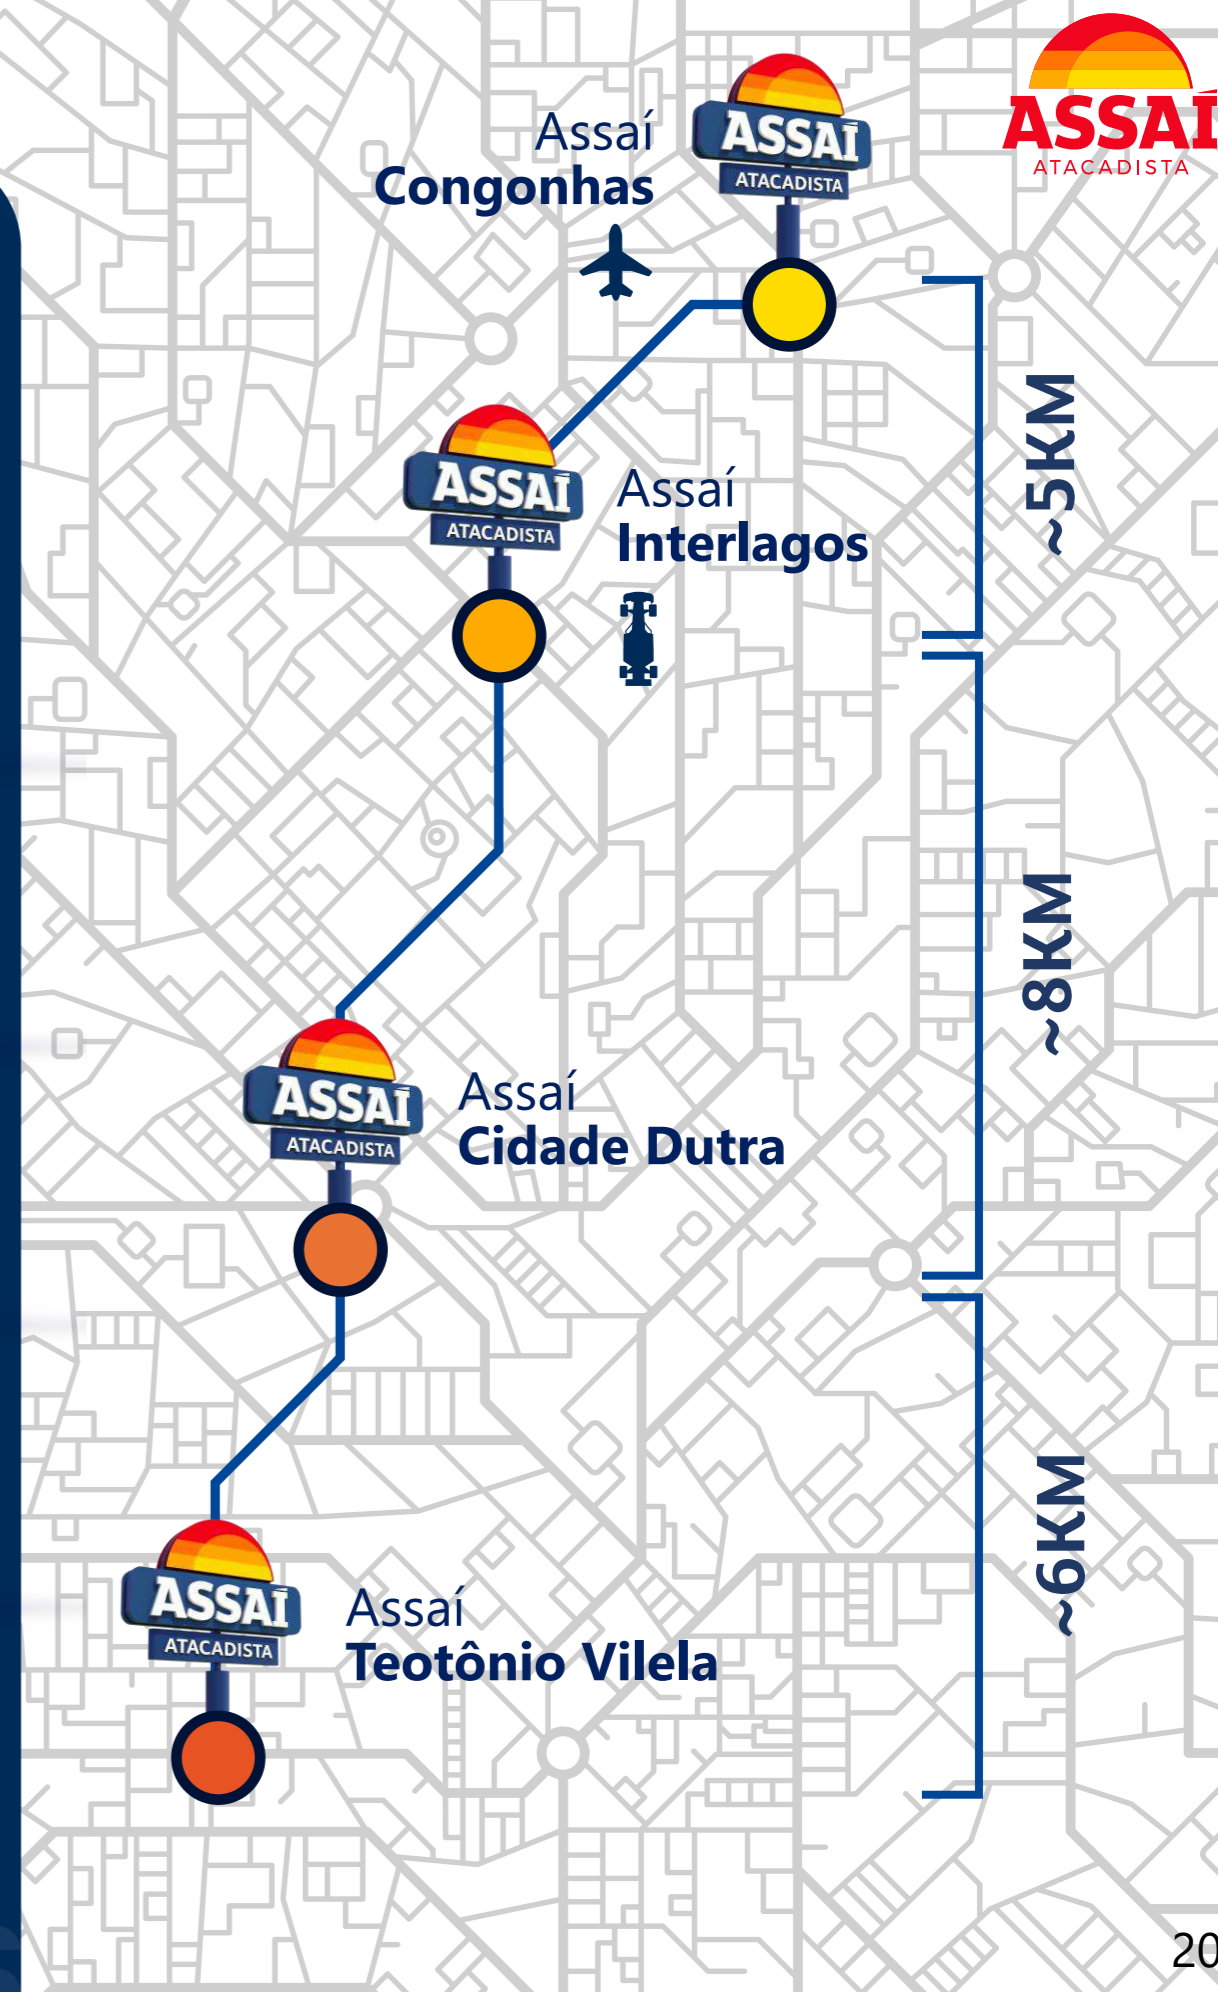 ASSAÍ
ATACADISTA
Assaí
Congonhas
ASSAÍ
ATACADISTA
~5KM
ASSAÍ
ATACADISTA
Assaí
Interlagos
~8KM
ASSAÍ
ATACADISTA
Assaí
Cidade Dutra
~6KM
ASSAÍ
ATACADISTA
Assaí
Teotônio Vilela
20